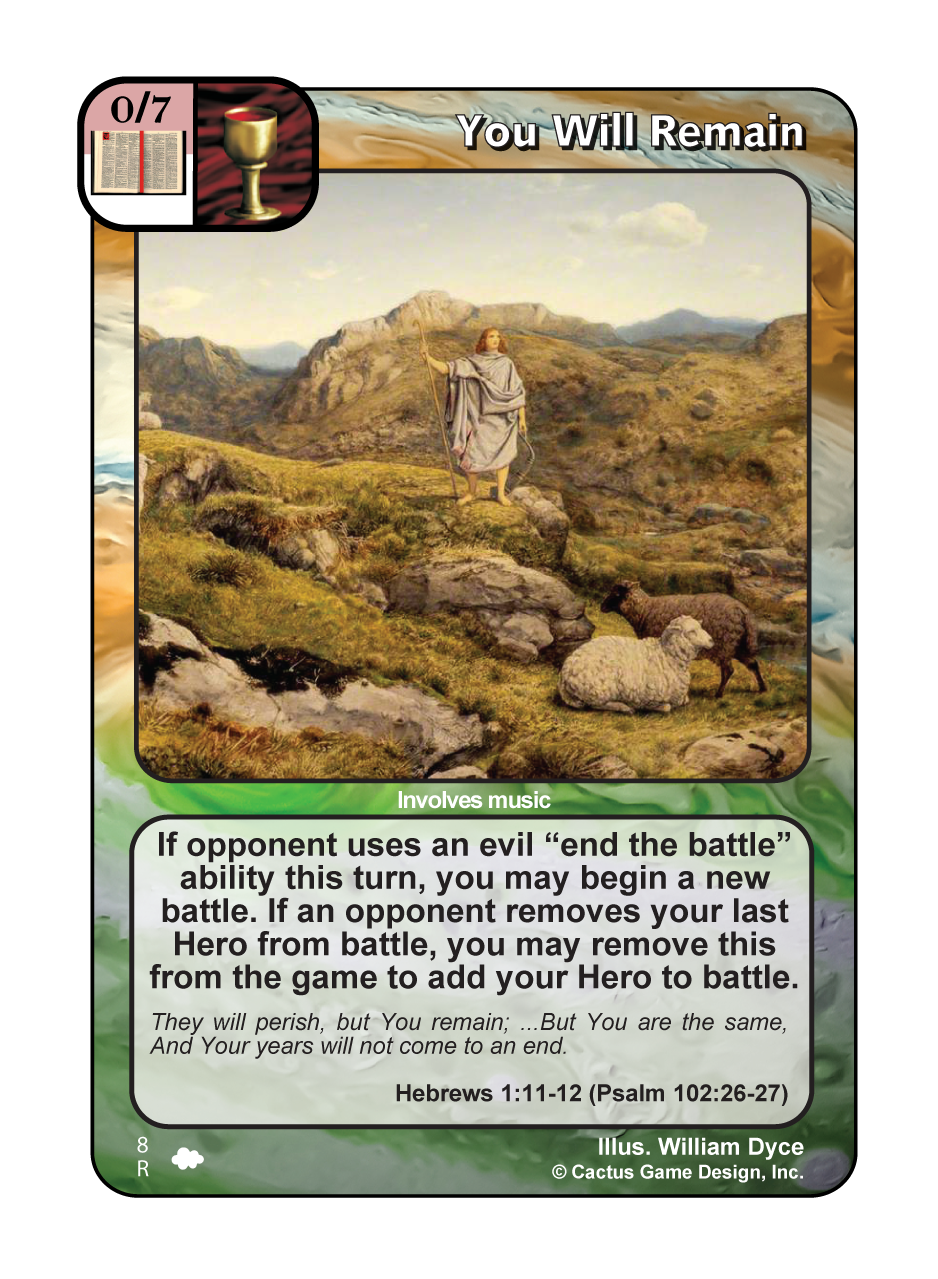 0/7
You Will Remain
Involves music
If opponent uses an evil “end the battle”
ability this turn, you may begin a new
battle. If an opponent removes your last
Hero from battle, you may remove this
from the game to add your Hero to battle.
They will perish, but You remain; ...But You are the same,
And Your years will not come to an end.
Hebrews 1:11-12 (Psalm 102:26-27)
8
R
Illus. William Dyce
© Cactus Game Design, Inc.